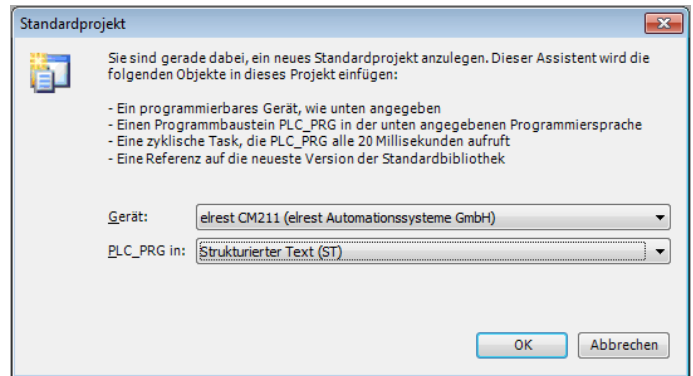 Standardprojekt
Sie sind gerade dabei, ein neues Standardprojekt anzulegen. Dieser Assistent wird die
folgenden Objekte in dieses Projekt einfügen:
- Ein programmierbares Gerät, wie unten angegeben
- Einen Programmbaustein PLC_PRG in der unten angegebenen Programmiersprache
- Eine zyklische Task, die PLC_PRG alle 20 Millisekunden aufruft
- Eine Referenz auf die neueste Version der Standardbibliothek
Gerät: elrest CM211 (elrest Automationssysteme GmbH)
PLC_PRG in: Strukturierter Text (ST)
OK Abbrechen